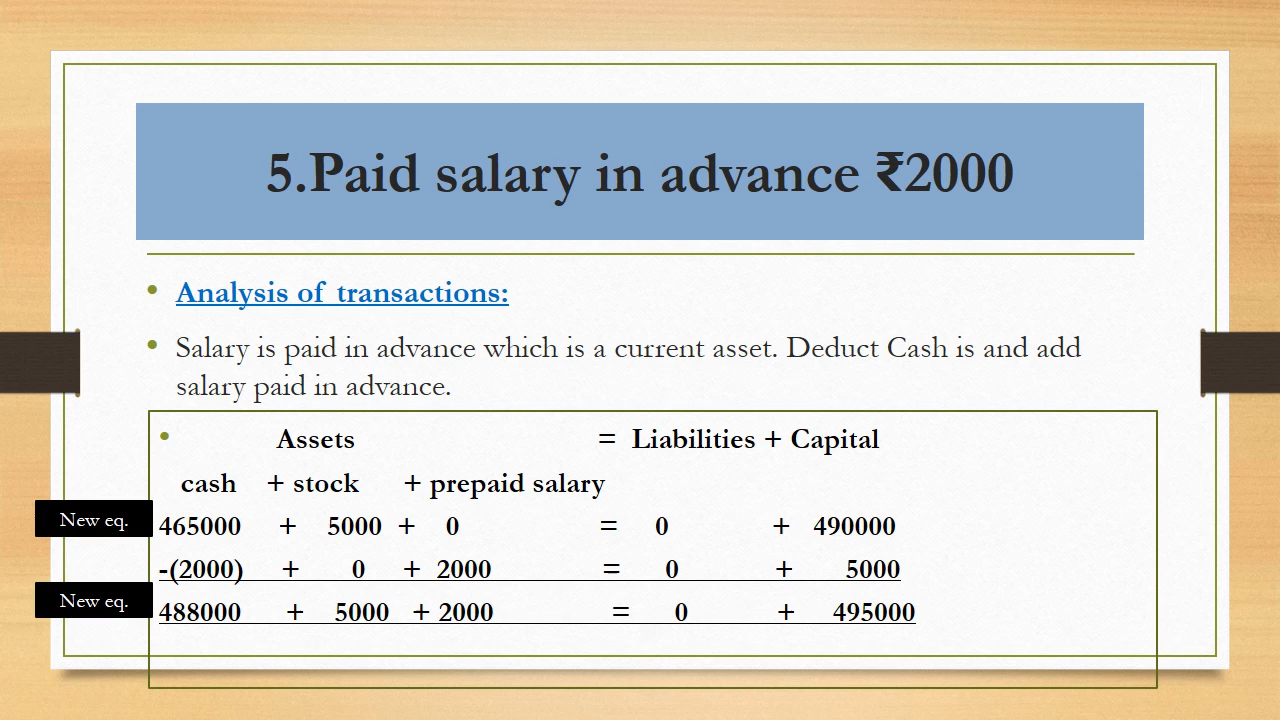 5.Paid salary in advance ₹2000
• Analysis of transactions:
• Salary is paid in advance which is a current asset. Deduct Cash is and add
salary paid in advance.
• Assets = Liabilities + Capital
cash + stock + prepaid salary
New eq. 465000 + 5000 + 0 = 0 + 490000
-(2000) + 0 + 2000 = 0 + 5000
New eq. 488000 + 5000 + 2000 = 0 + 495000